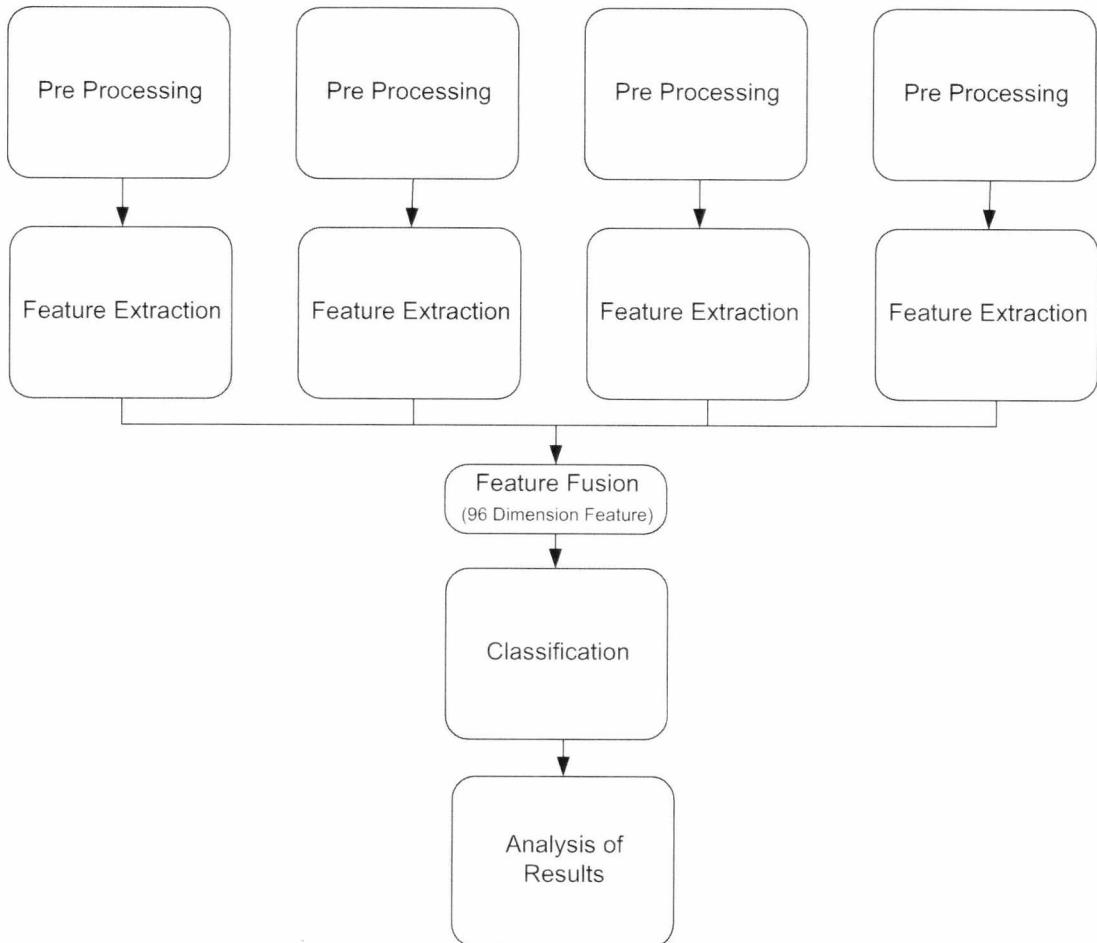 Pre Processing
Pre Processing
Pre Processing
Pre Processing
Feature Extraction
Feature Extraction
Feature Extraction
Feature Extraction
Feature Fusion
(96 Dimension Feature)
Classification
Analysis of
Results